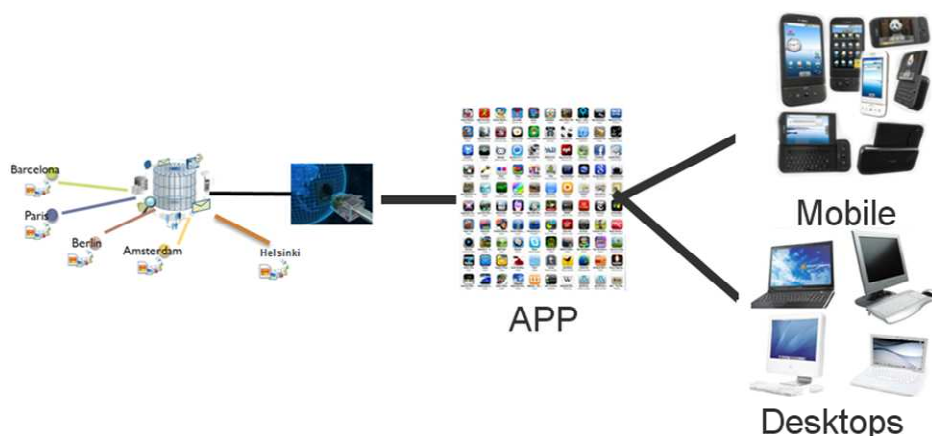 Barcelona
Paris
Berlin
Amsterdam
Helsinki
APP
Mobile
Desktops